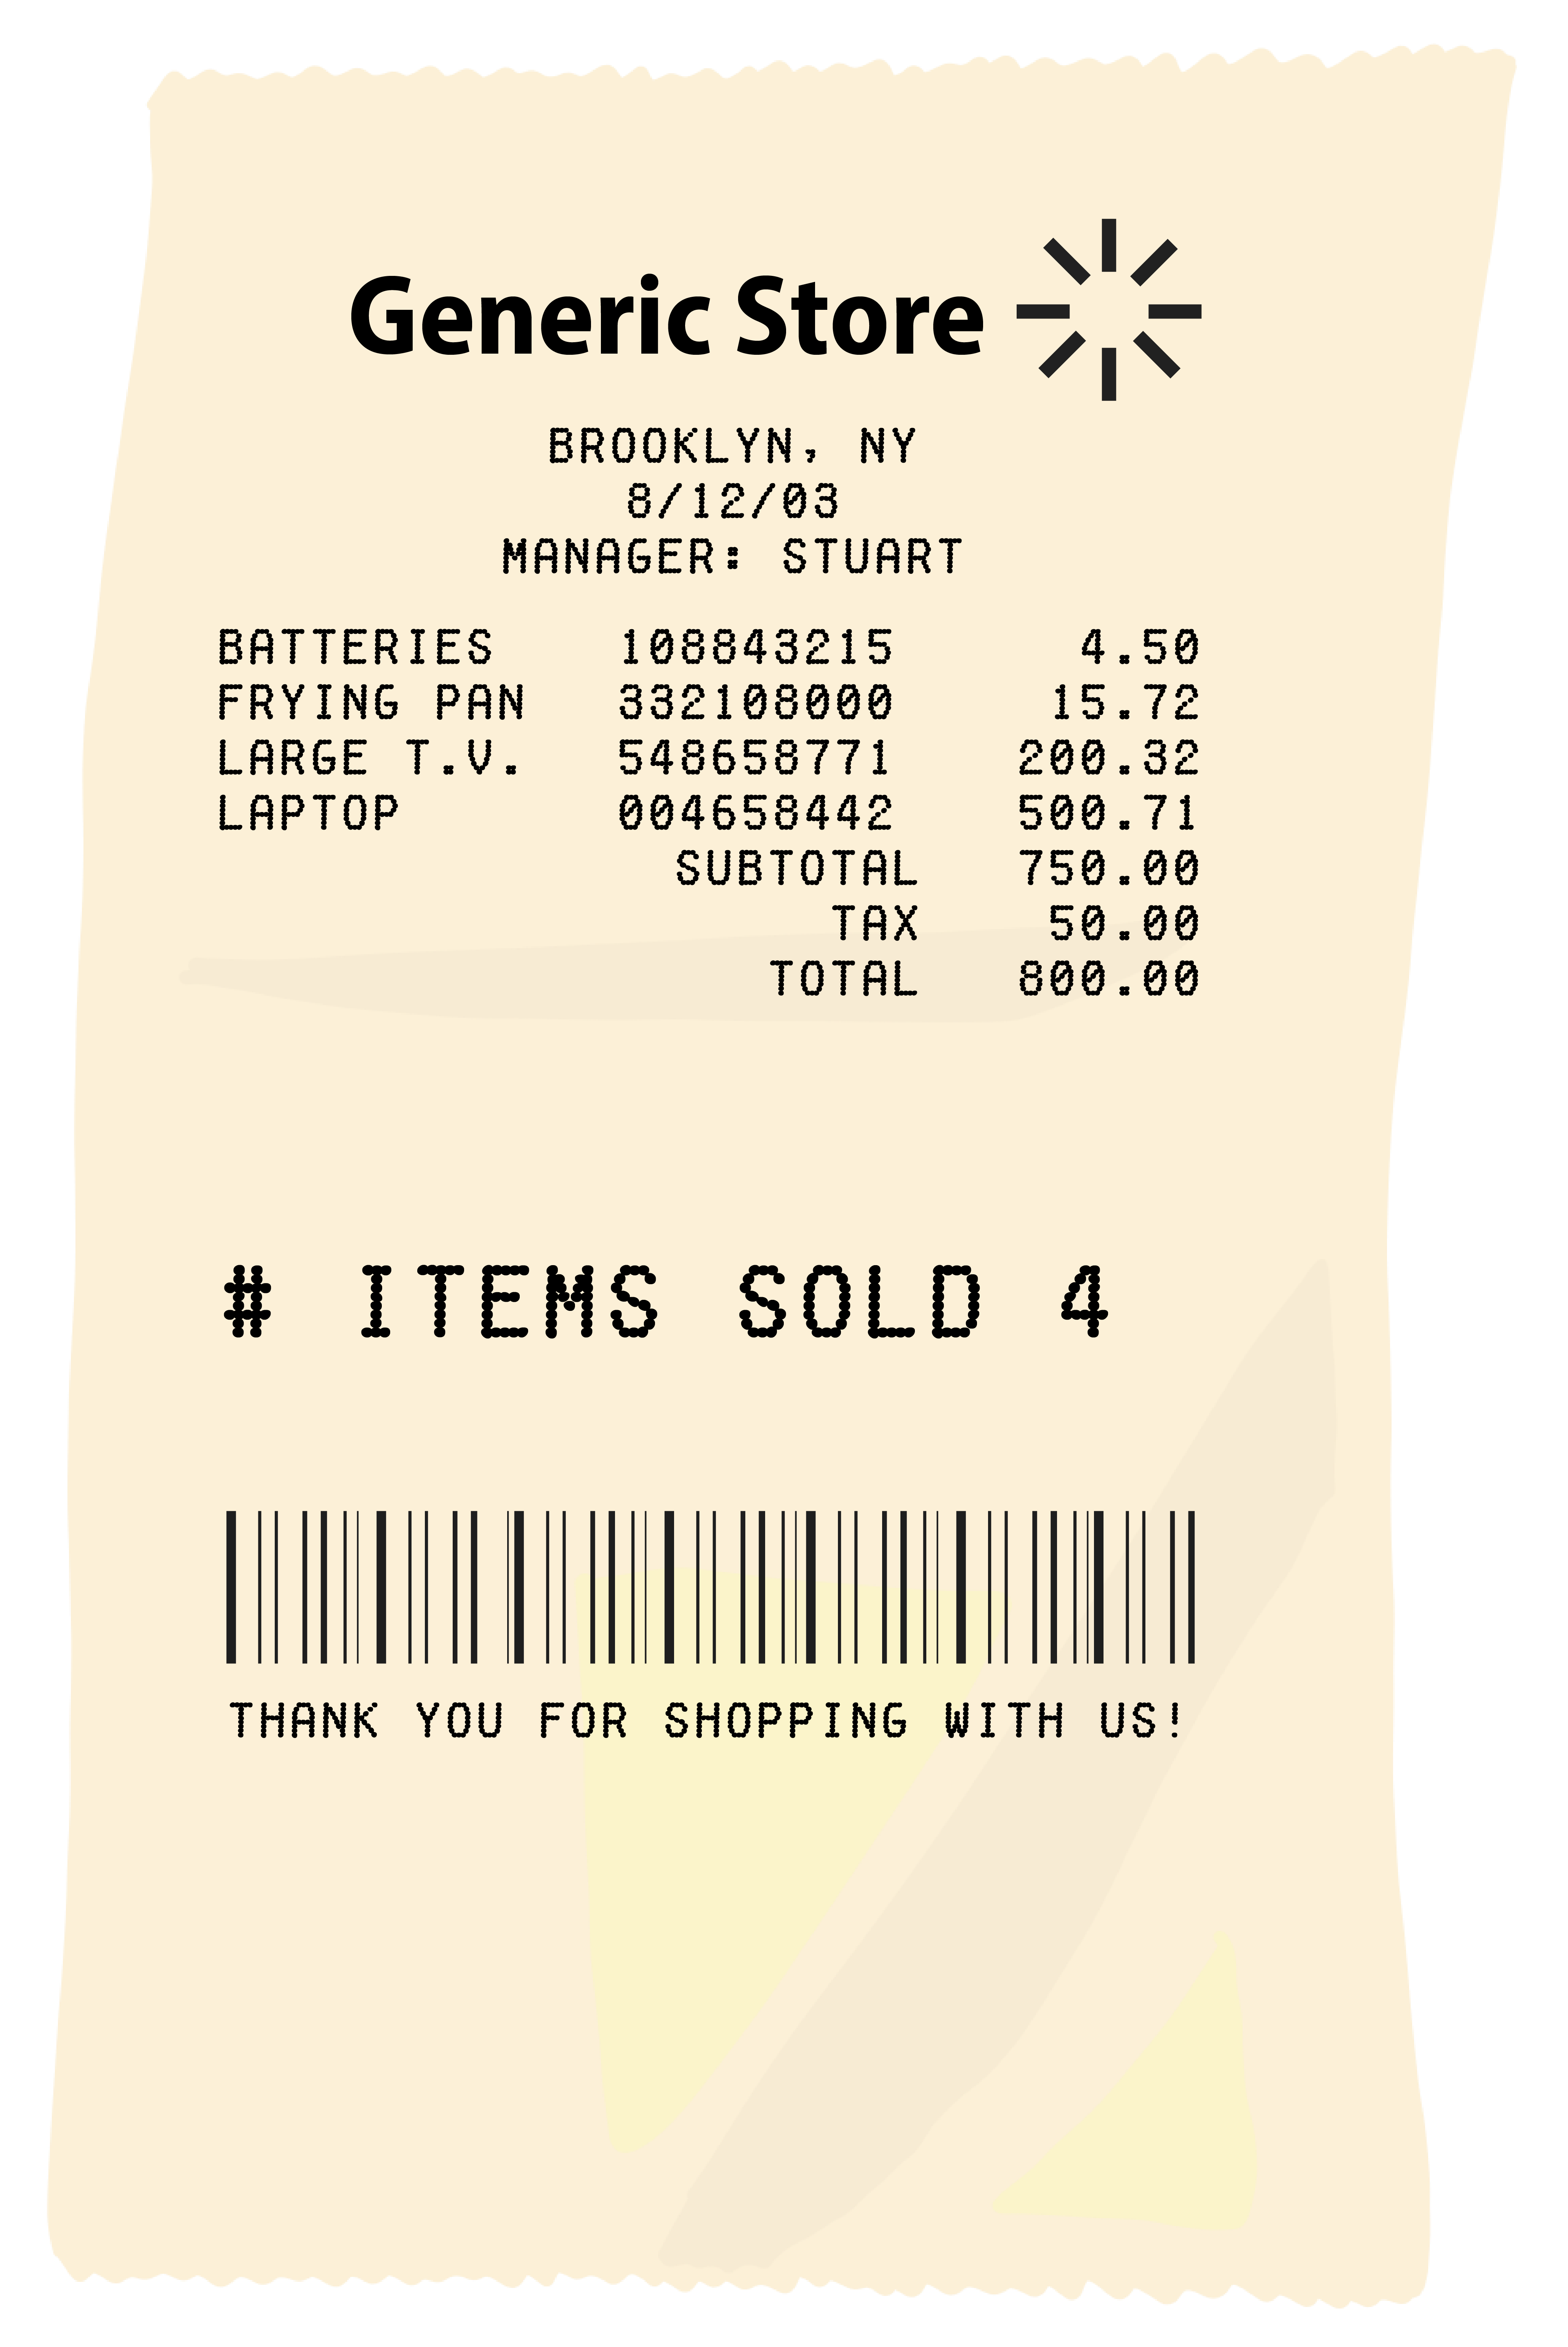 Generic Store
BROOKLYN, NY
8/12/03
MANAGER: STUART
BATTERIES 108843215 4.50
FRYING PAN 332108000 15.72
LARGE T.V. 548658771 200.32
LAPTOP 004658442 500.71
SUBTOTAL 750.00
TAX 50.00
TOTAL 800.00
# ITEMS SOLD 4
THANK YOU FOR SHOPPING WITH US!